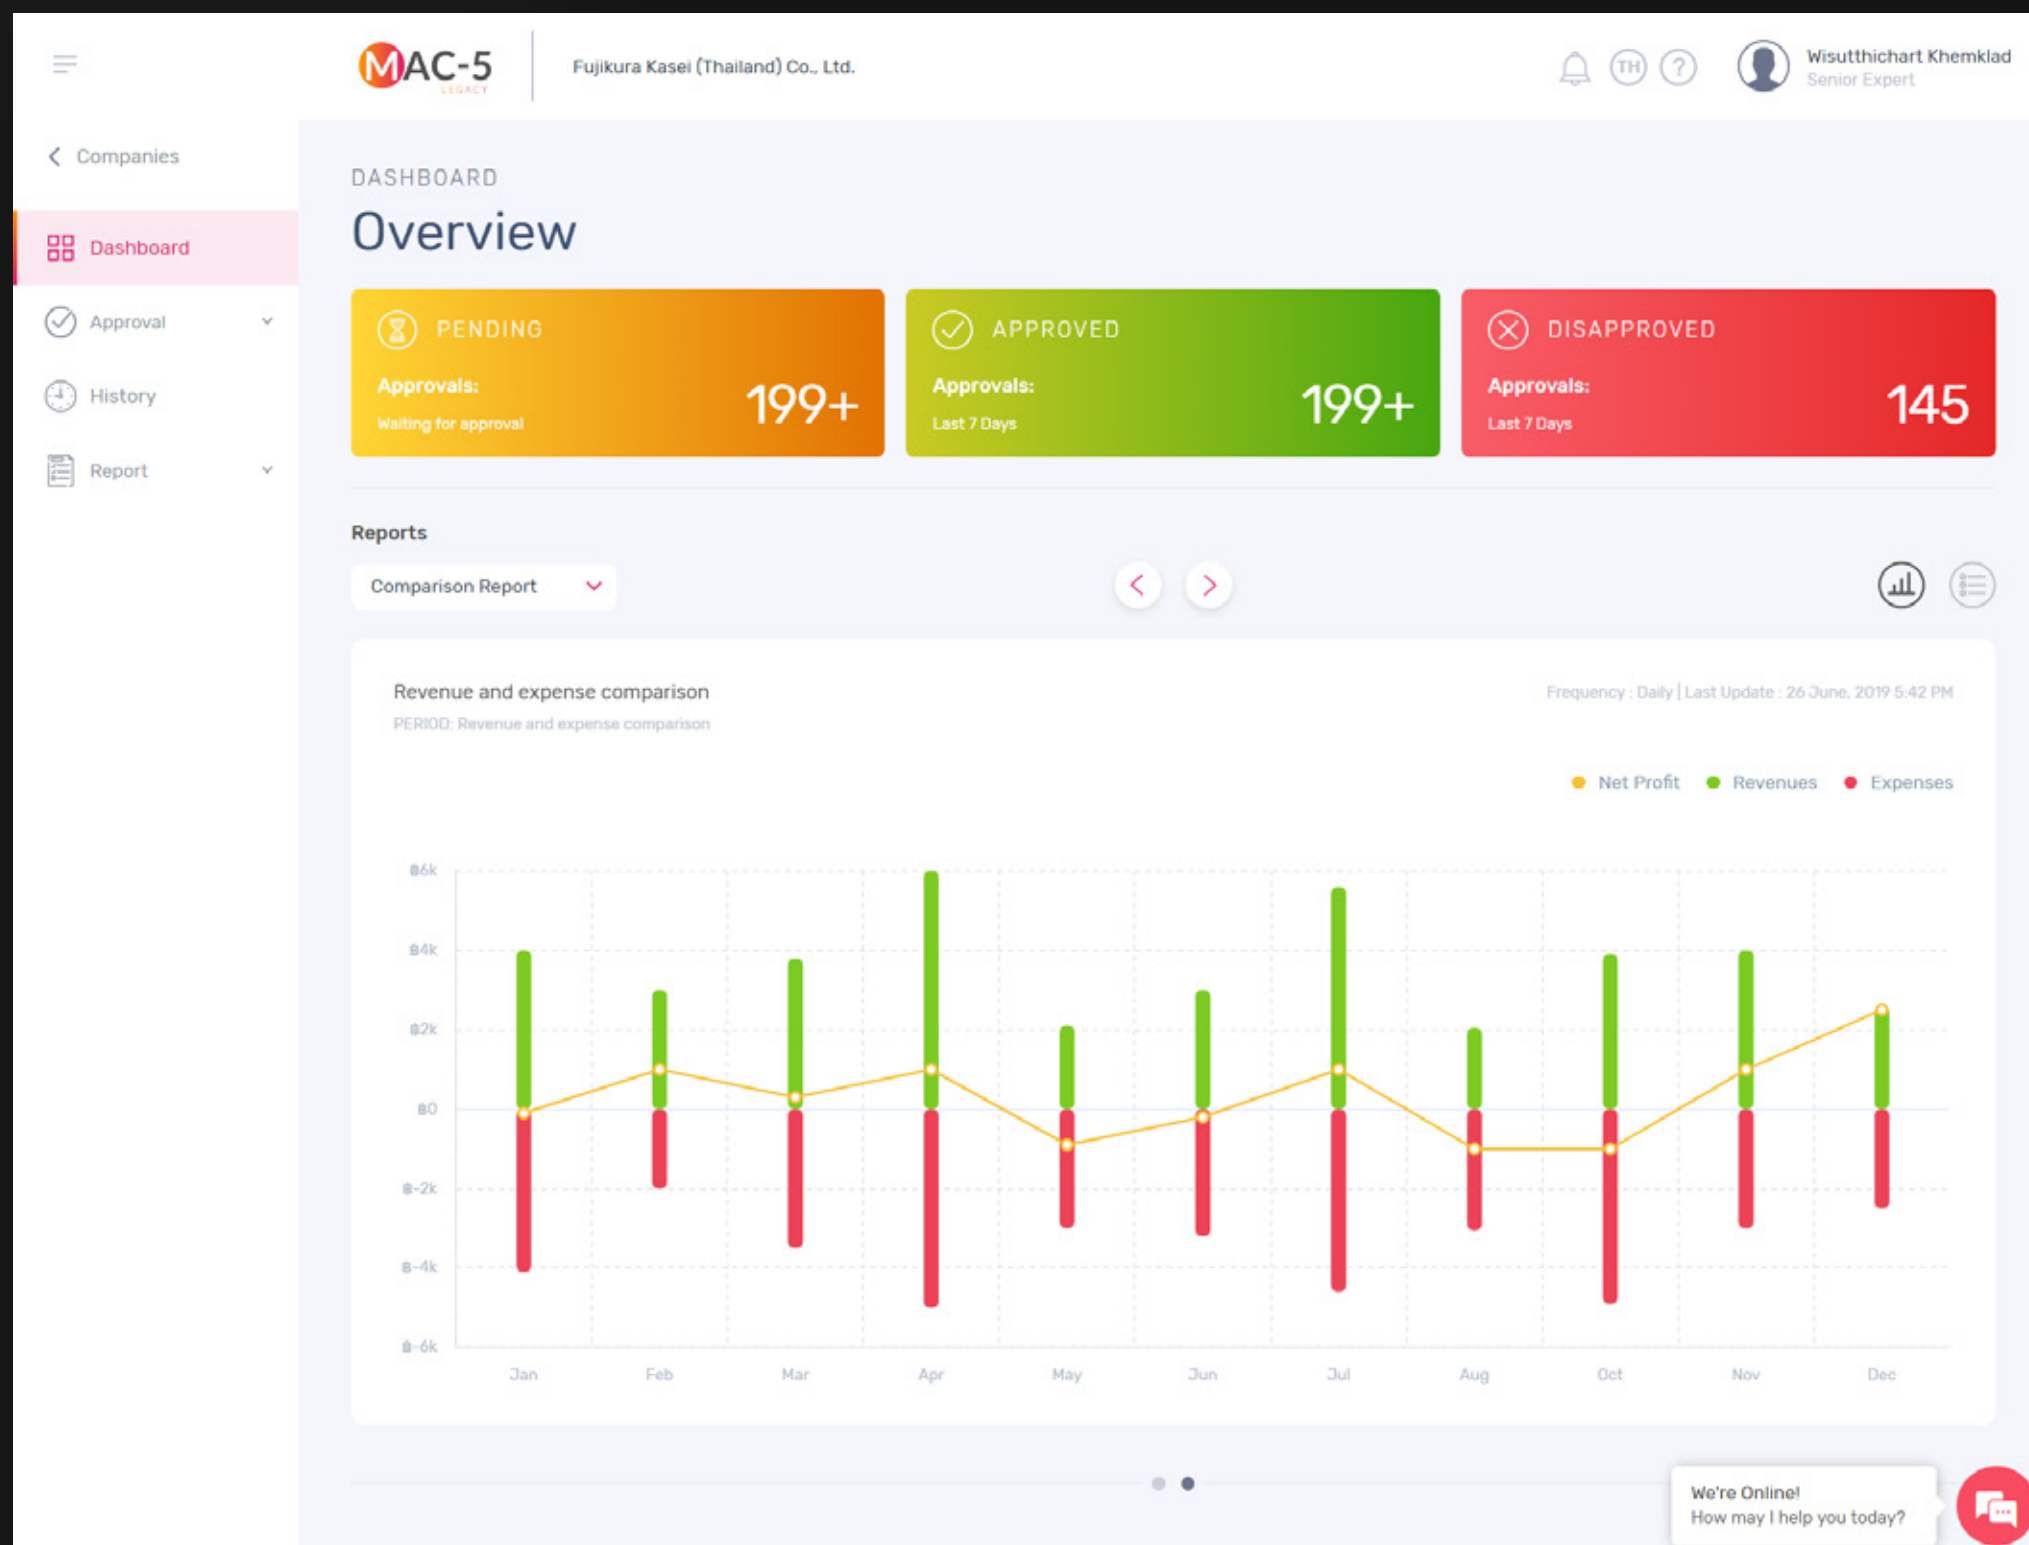 MAC-5
LEGACY
Fujikura Kasei (Thailand) Co., Ltd.
TH
?
Wisutthichart Khemklad
Senior Expert
Companies
Dashboard
Approval
History
Report
DASHBOARD
Overview
PENDING
Approvals:
Waiting for approval
199+
APPROVED
Approvals:
Last 7 Days
199+
DISAPPROVED
Approvals:
Last 7 Days
145
Reports
Comparison Report
Revenue and expense comparison
PERIOD: Revenue and expense comparison
Frequency : Daily | Last Update : 26 June, 2019 5:42 PM
Net Profit Revenues Expenses
฿6k
฿4k
฿2k
฿0
฿-2k
฿-4k
฿-6k
Jan Feb Mar Apr May Jun Jul Aug Oct Nov Dec
We're Online!
How may I help you today?